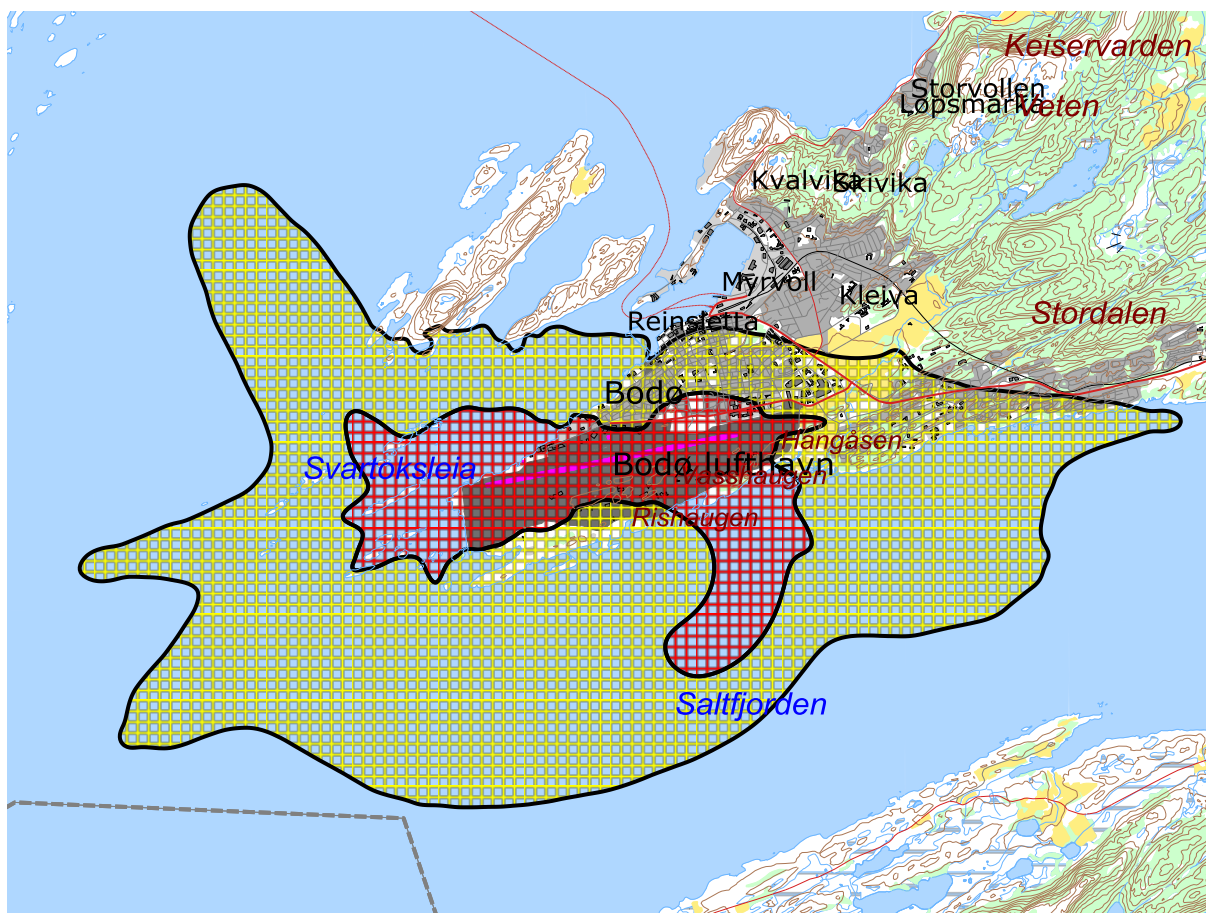 Keiservarden
Storvollen
Løpsmarka
Veten
Kvalvika
Skivika
Myrvoll
Kleiva
Stordalen
Reinsletta
Bodø
Hangåsen
Svartoksleia
Bodø lufthavn
Vasshaugen
Rishaugen
Saltfjorden